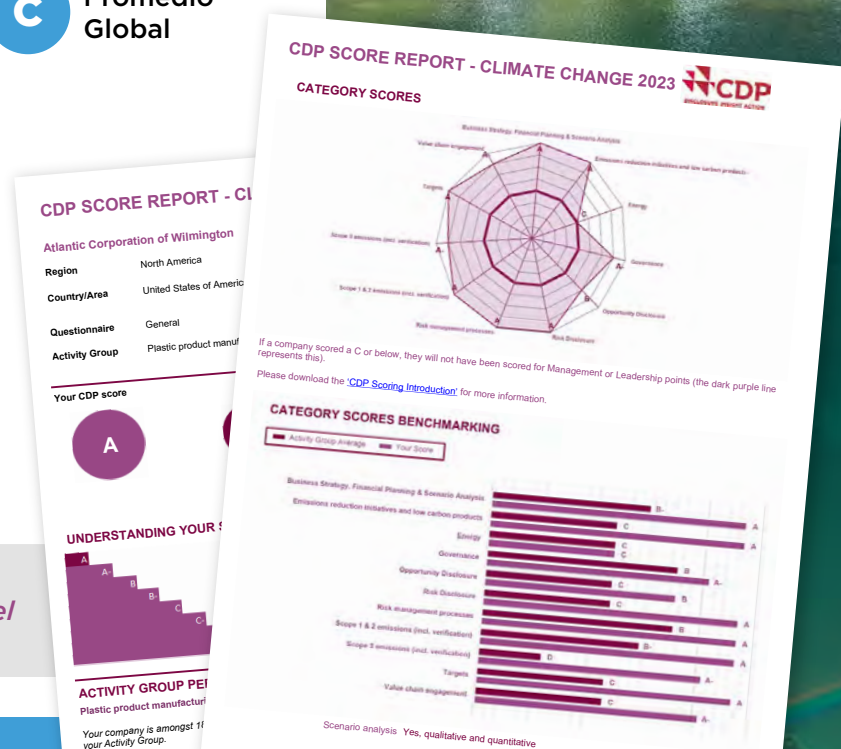 C
Promedio
Global
el
CDP SCORE REPORT - CL
Atlantic Corporation of Wilmington
Region North America
Country/Area United States of Americ
Questionnaire General
Activity Group Plastic product manuf
Your CDP score
A
UNDERSTANDING YOUR S
A
A-
B
B-
C
C-
ACTIVITY GROUP PE
Plastic product manufacturi
Your company is amongst
your Activity Group.
CDP SCORE REPORT - CLIMATE CHANGE 2023
CDP
DISCLOSURE INSIGHT ACTION
CATEGORY SCORES
Business Strategy, Financial Planning & Scenario Analysis
A
Emissions reduction initiatives and low carbon products
A
Energy
C
Governance
A-
Opportunity Disclosure
B
Risk Disclosure
A
Risk management processes
A
Scope 1 & 2 emissions (incl. verification)
A
Scope 3 emissions (incl. verification)
A-
Targets
A
Value chain engagement
A-
If a company scored a C or below, they will not have been scored for Management or Leadership points (the dark purple line
represents this).
Please download the 'CDP Scoring Introduction' for more information.
CATEGORY SCORES BENCHMARKING
Activity Group Average Your Score
Business Strategy, Financial Planning & Scenario Analysis B- A
Emissions reduction initiatives and low carbon products C A
Energy C C
Governance B A-
Opportunity Disclosure C B
Risk Disclosure C A
Risk management processes B A
Scope 1 & 2 emissions (incl. verification) B- A
Scope 3 emissions (incl. verification) D A-
Targets C A
Value chain engagement C A-
Scenario analysis Yes, qualitative and quantitative